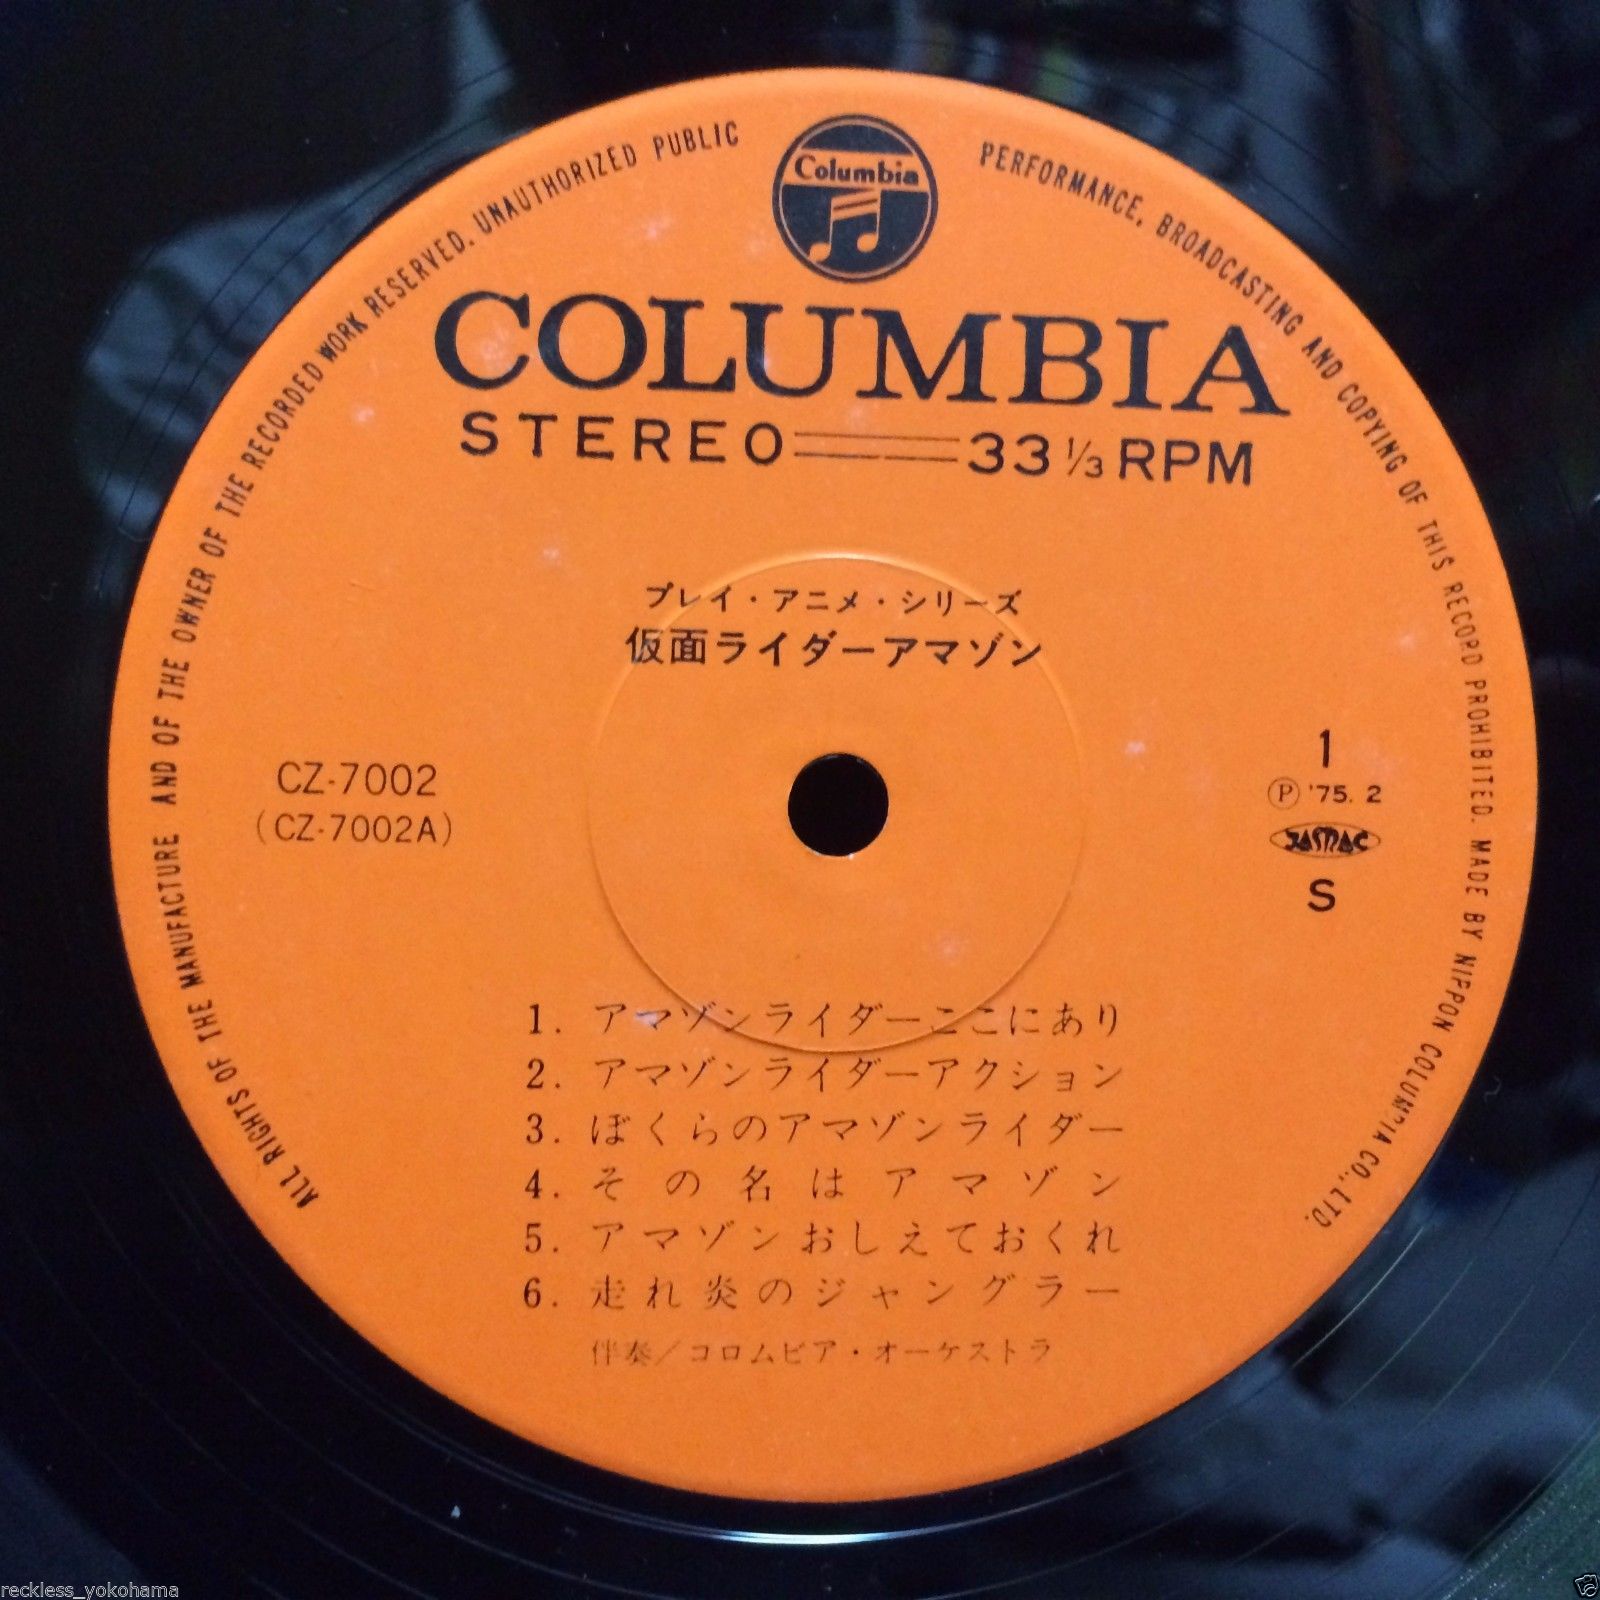 ALL RIGHTS OF THE MANUFACTURE AND OF THE OWNER OF THE RECORDED WORK RESERVED. UNAUTHORIZED PUBLIC PERFORMANCE, BROADCASTING AND COPYING OF THIS RECORD PROHIBITED. MADE BY NIPPON COLUMBIA CO., LTD.
Columbia
COLUMBIA
STEREO 33 1/3 RPM
プレイ・アニメ・シリーズ
仮面ライダーアマゾン
CZ-7002
(CZ-7002A)
1
Ⓟ '75. 2
JASRAC
S
1. アマゾンライダーここにあり
2. アマゾンライダーアクション
3. ぼくらのアマゾンライダー
4. その名はアマゾン
5. アマゾンおしえておくれ
6. 走れ炎のジャングラー
伴奏/コロムビア・オーケストラ
reckless_yokohama